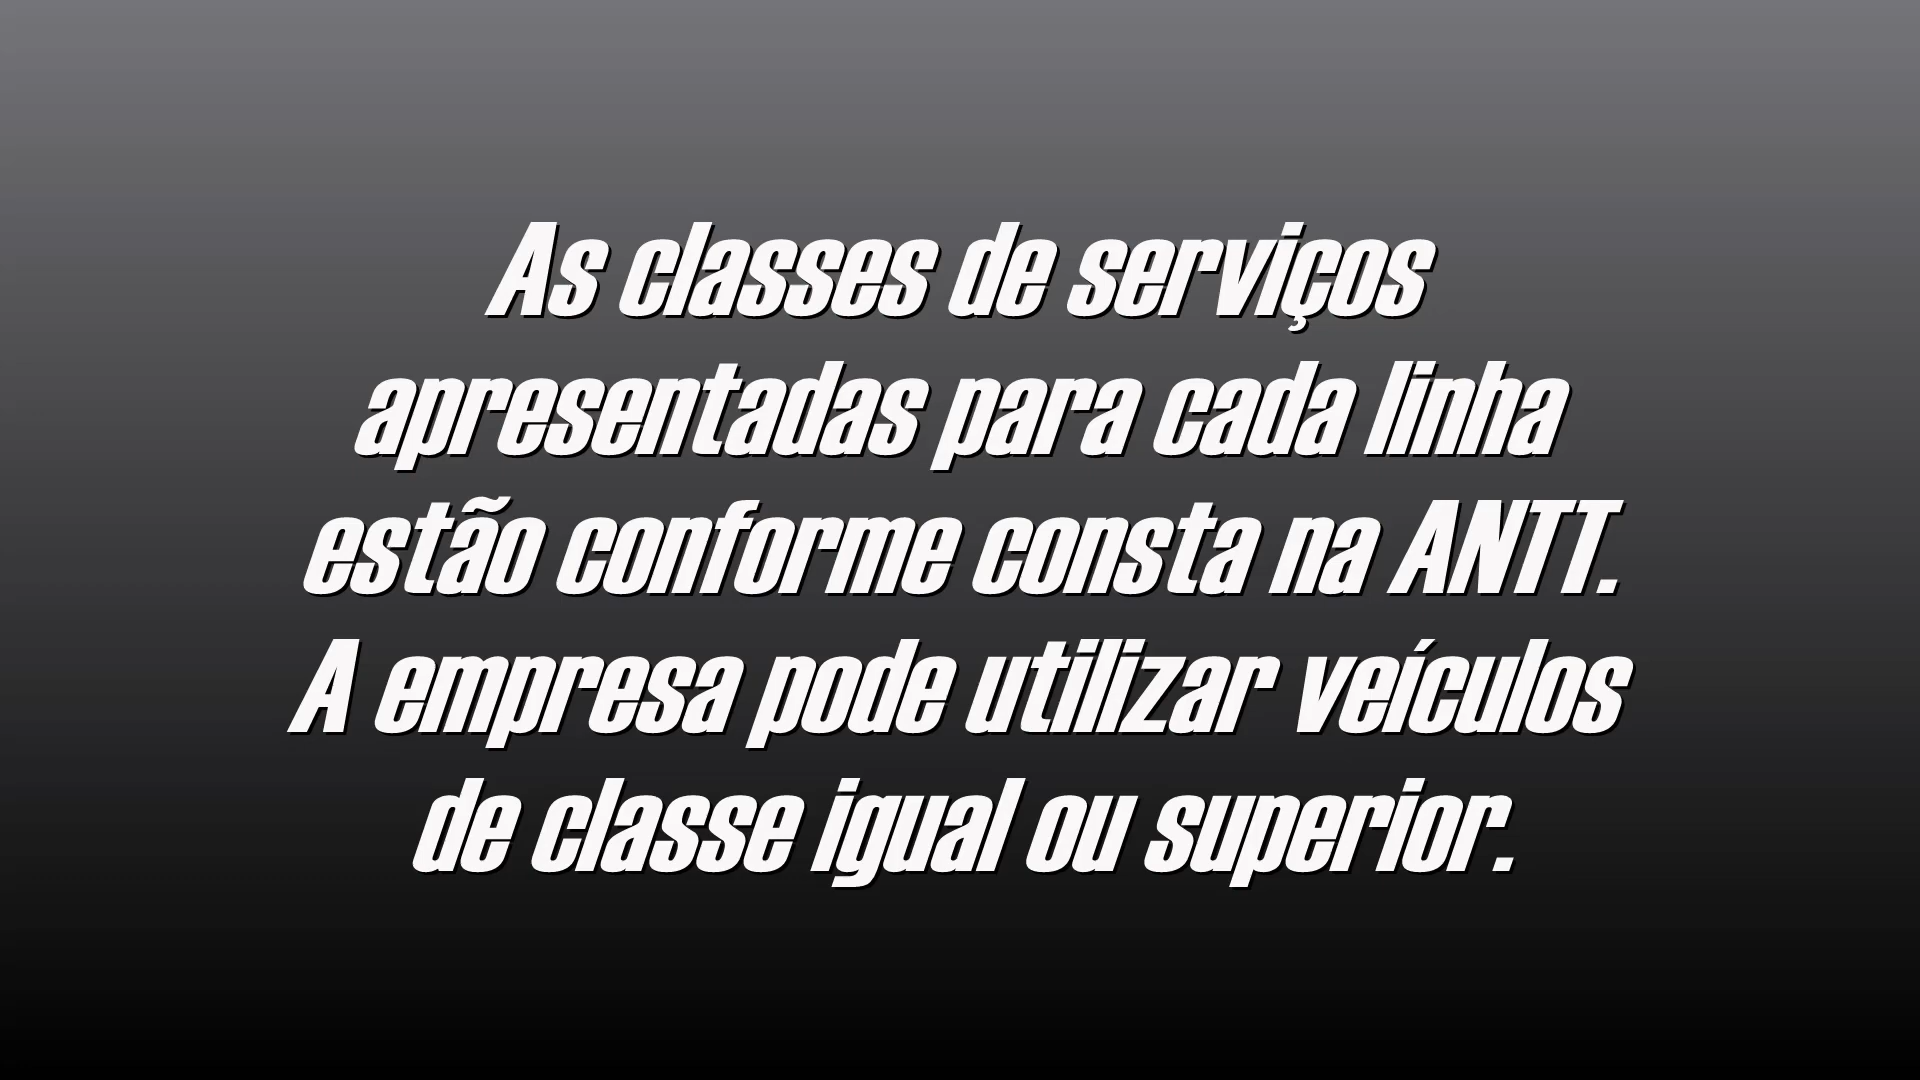 As classes de serviços
apresentadas para cada linha
estão conforme consta na ANTT.
A empresa pode utilizar veículos
de classe igual ou superior.